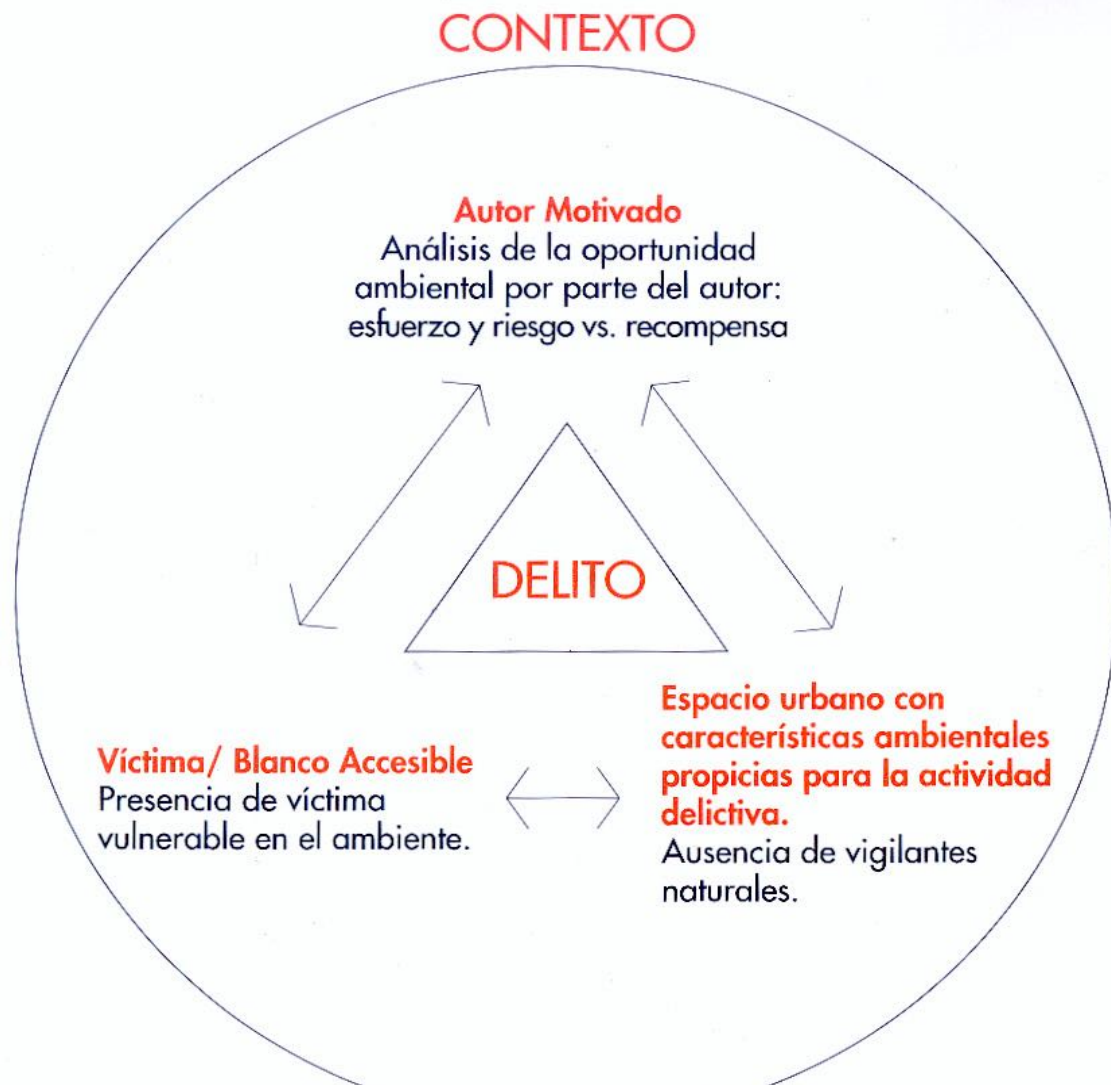 CONTEXTO
Autor Motivado
Análisis de la oportunidad
ambiental por parte del autor:
esfuerzo y riesgo vs. recompensa
DELITO
Víctima/ Blanco Accesible
Presencia de víctima
vulnerable en el ambiente.
Espacio urbano con
características ambientales
propicias para la actividad
delictiva.
Ausencia de vigilantes
naturales.